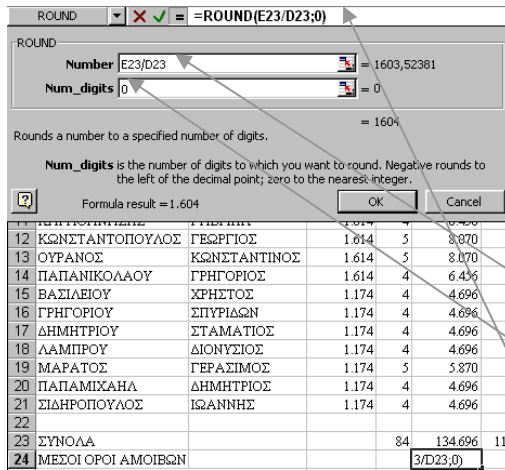 ROUND =ROUND(E23/D23;0)
ROUND
Number E23/D23 = 1603,52381
Num_digits 0 = 0
= 1604
Rounds a number to a specified number of digits.
Num_digits is the number of digits to which you want to round. Negative rounds to
the left of the decimal point; zero to the nearest integer.
Formula result =1.604 OK Cancel
12 ΚΩΝΣΤΑΝΤΟΠΟΥΛΟΣ ΓΕΩΡΓΙΟΣ 1.614 5 8.070
13 ΟΥΡΑΝΟΣ ΚΩΝΣΤΑΝΤΙΝΟΣ 1.614 5 8.070
14 ΠΑΠΑΝΙΚΟΛΑΟΥ ΓΡΗΓΟΡΙΟΣ 1.614 4 6.456
15 ΒΑΣΙΛΕΙΟΥ ΧΡΗΣΤΟΣ 1.174 4 4.696
16 ΓΡΗΓΟΡΙΟΥ ΣΠΥΡΙΔΩΝ 1.174 4 4.696
17 ΔΗΜΗΤΡΙΟΥ ΣΤΑΜΑΤΙΟΣ 1.174 4 4.696
18 ΛΑΜΠΡΟΥ ΔΙΟΝΥΣΙΟΣ 1.174 4 4.696
19 ΜΑΡΑΤΟΣ ΓΕΡΑΣΙΜΟΣ 1.174 5 5.870
20 ΠΑΠΑΜΙΧΑΗΛ ΔΗΜΗΤΡΙΟΣ 1.174 4 4.696
21 ΣΙΔΗΡΟΠΟΥΛΟΣ ΙΩΑΝΝΗΣ 1.174 4 4.696
22
23 ΣΥΝΟΛΑ 84 134.696 11
24 ΜΕΣΟΙ ΟΡΟΙ ΑΜΟΙΒΩΝ 3/D23;0)